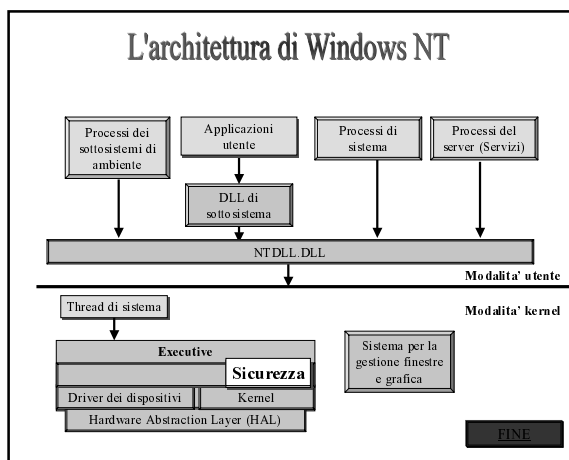 L'architettura di Windows NT
Processi dei
sottosistemi di
ambiente
Applicazioni
utente
Processi di
sistema
Processi del
server (Servizi)
DLL di
sottosistema
NTDLL.DLL
Modalita' utente
Modalita' kernel
Thread di sistema
Executive
Sicurezza
Driver dei dispositivi
Kernel
Hardware Abstraction Layer (HAL)
Sistema per la
gestione finestre
e grafica
FINE